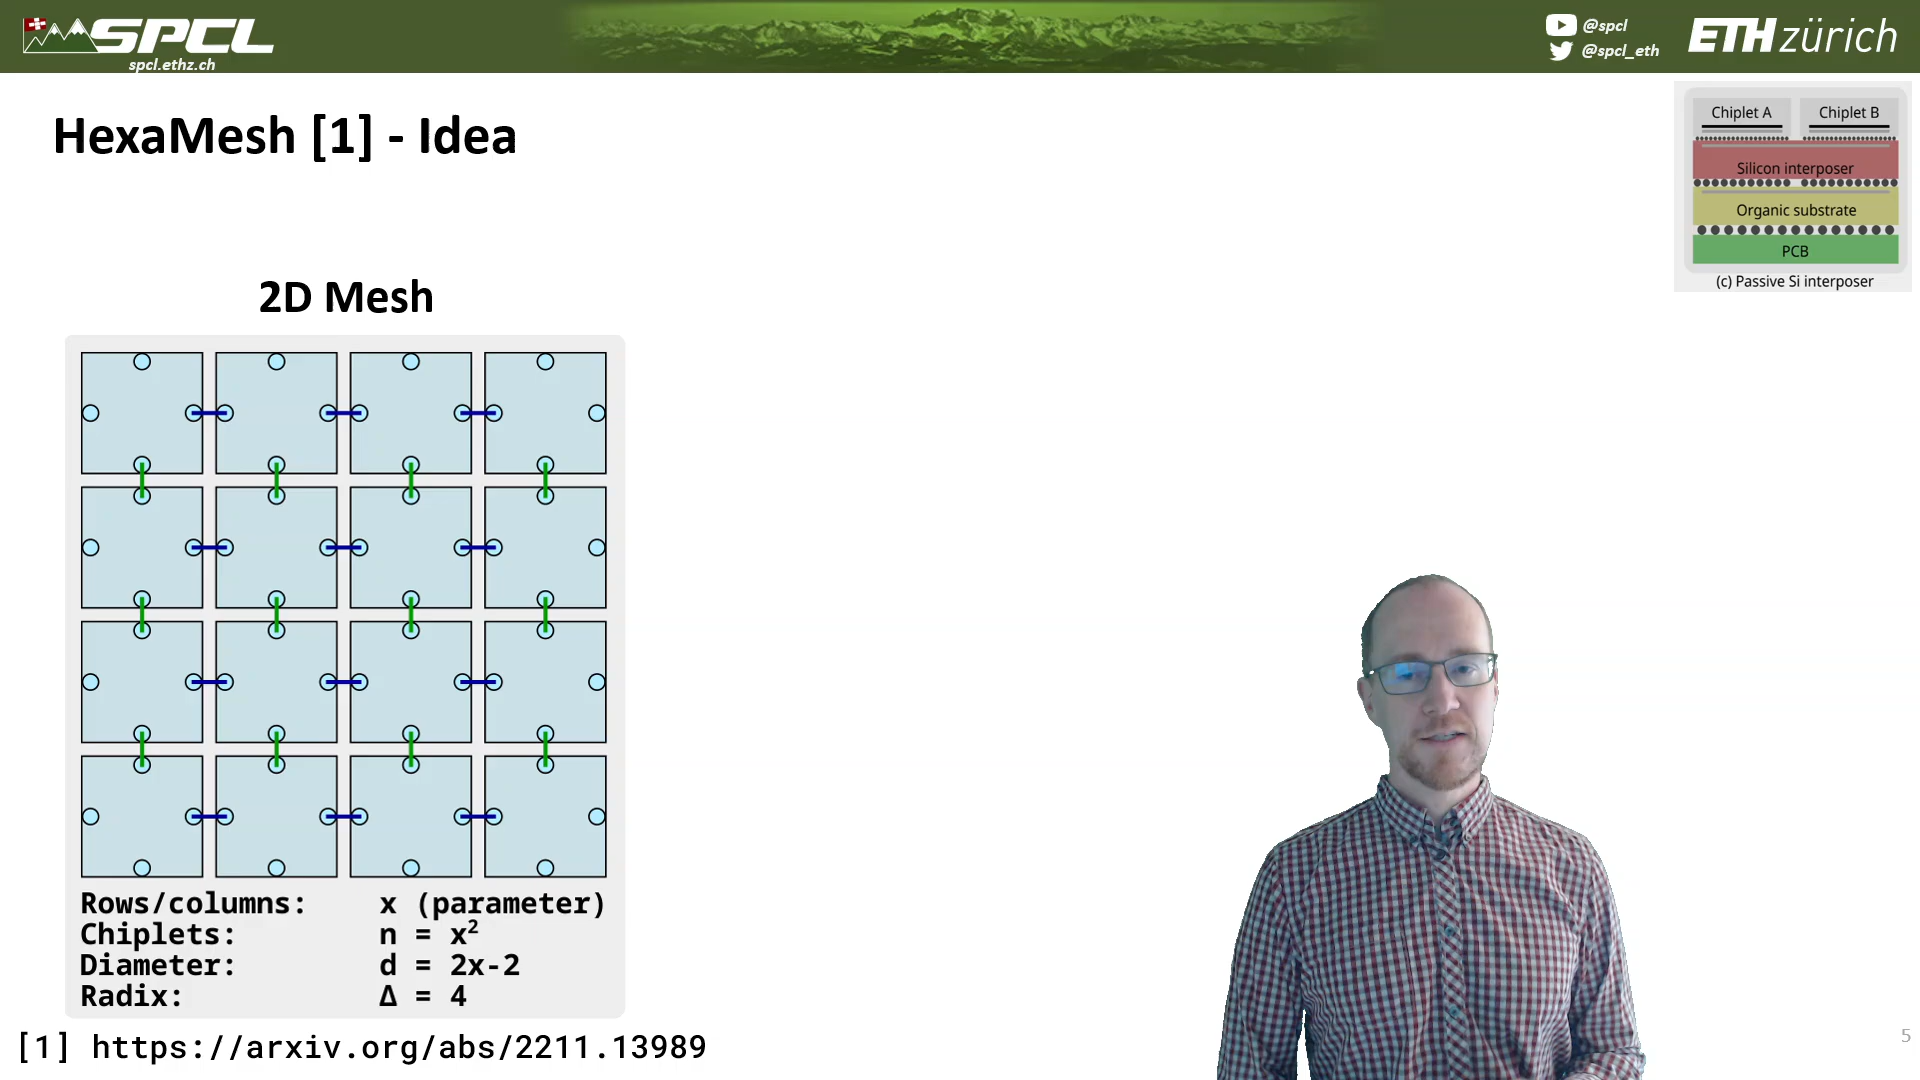 SPCL
spcl.ethz.ch
@spcl
@spcl_eth
ETH zürich
HexaMesh [1] - Idea
Chiplet A
Chiplet B
Silicon interposer
Organic substrate
PCB
(c) Passive Si interposer
2D Mesh
Rows/columns: x (parameter)
Chiplets: n = x²
Diameter: d = 2x-2
Radix: Δ = 4
[1] https://arxiv.org/abs/2211.13989
5